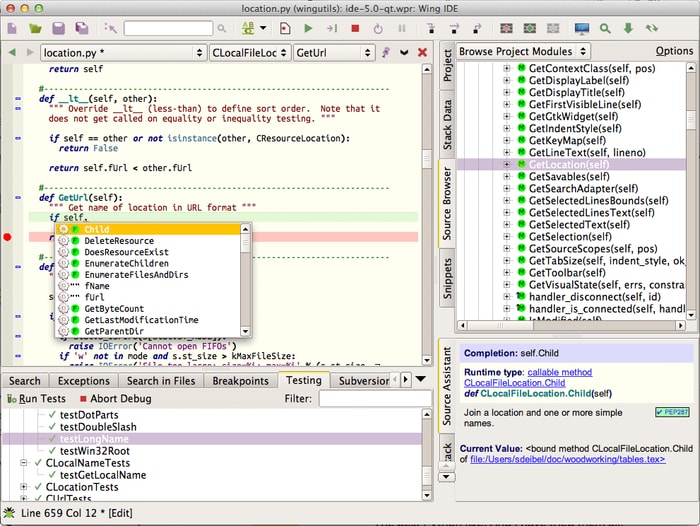 location.py (wingutils): ide-5.0-qt.wpr: Wing IDE
location.py *
CLocalFileLoc
GetUrl
return self
#------------------------------------------------------------------
def __lt__(self, other):
""" Override __lt__ (less-than) to define sort order.  Note that it
does not get called on equality or inequality testing. """
if self == other or not isinstance(other, CResourceLocation):
return False
return self.fUrl < other.fUrl
#------------------------------------------------------------------
def GetUrl(self):
""" Get name of location in URL format """
if self.
Child
DeleteResource
DoesResourceExist
EnumerateChildren
EnumerateFilesAndDirs
"" fName
"" fUrl
GetByteCount
GetLastModificationTime
GetParentDir
raise IOError('Cannot open FIFOs')
if 'w' not in mode and s.st_size > kMaxFileSize:
Search
Exceptions
Search in Files
Breakpoints
Testing
Subversion
Run Tests
Abort Debug
Filter:
testDotParts
testDoubleSlash
testLongName
testWin32Root
CLocalNameTests
testGetLocalName
CLocationTests
CUrlTests
Line 659 Col 12 * [Edit]
Project
Stack Data
Source Browser
Snippets
Browse Project Modules
Options
GetContextClass(self, pos)
GetDisplayLabel(self)
GetDisplayTitle(self)
GetFirstVisibleLine(self)
GetGtkWidget(self)
GetIndentStyle(self)
GetKeyMap(self)
GetLineText(self, lineno)
GetLocation(self)
GetSavables(self)
GetSearchAdapter(self)
GetSelectedLinesBounds(self)
GetSelectedLinesText(self)
GetSelectedText(self)
GetSelection(self)
GetSourceScopes(self, pos)
GetTabSize(self, indent_style, ok_
GetToolbar(self)
GetVisualState(self, errs, constrai
handler_disconnect(self, id)
handler_is_connected(self, handl
IsModified(self)
Source Assistant
Completion: self.Child
Runtime type: callable method
CLocalFileLocation.Child
def CLocalFileLocation.Child(self)
Join a location and one or more simple
names.
PEP287
Current Value: <bound method CLocalFileLocation.Child
of file:/Users/sdeibel/doc/woodworking/tables.tex>